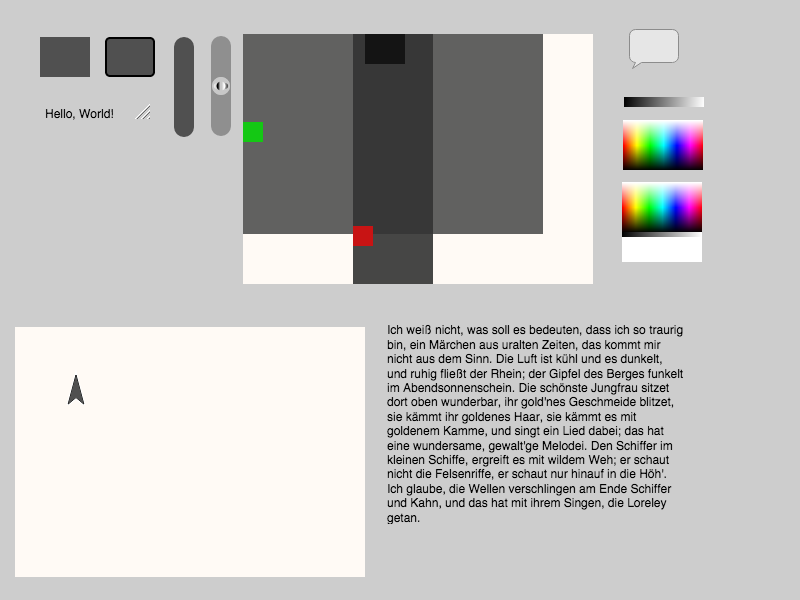 Hello, World!
Ich weiß nicht, was soll es bedeuten, dass ich so traurig
bin, ein Märchen aus uralten Zeiten, das kommt mir
nicht aus dem Sinn. Die Luft ist kühl und es dunkelt,
und ruhig fließt der Rhein; der Gipfel des Berges funkelt
im Abendsonnenschein. Die schönste Jungfrau sitzet
dort oben wunderbar, ihr gold'nes Geschmeide blitzet,
sie kämmt ihr goldenes Haar, sie kämmt es mit
goldenem Kamme, und singt ein Lied dabei; das hat
eine wundersame, gewalt'ge Melodei. Den Schiffer im
kleinen Schiffe, ergreift es mit wildem Weh; er schaut
nicht die Felsenriffe, er schaut nur hinauf in die Höh'.
Ich glaube, die Wellen verschlingen am Ende Schiffer
und Kahn, und das hat mit ihrem Singen, die Loreley
getan.